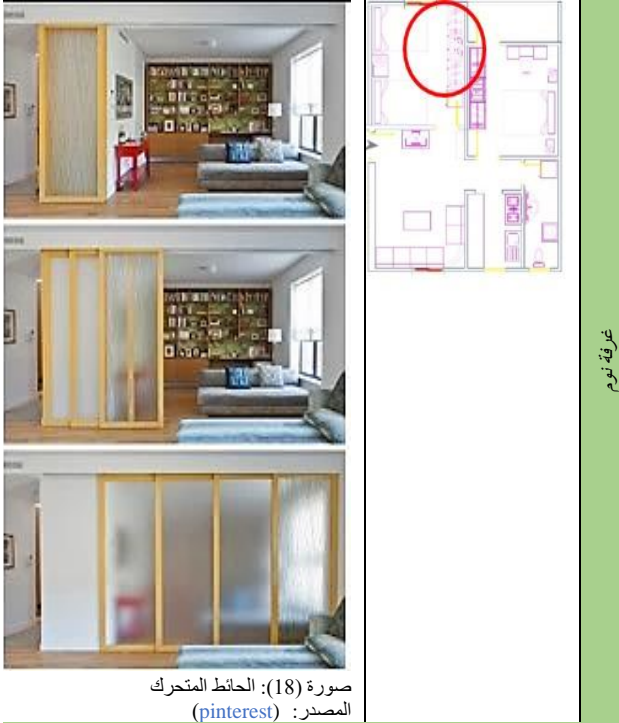 غرفة نوم
صورة (18): الحائط المتحرك
المصدر: (pinterest)